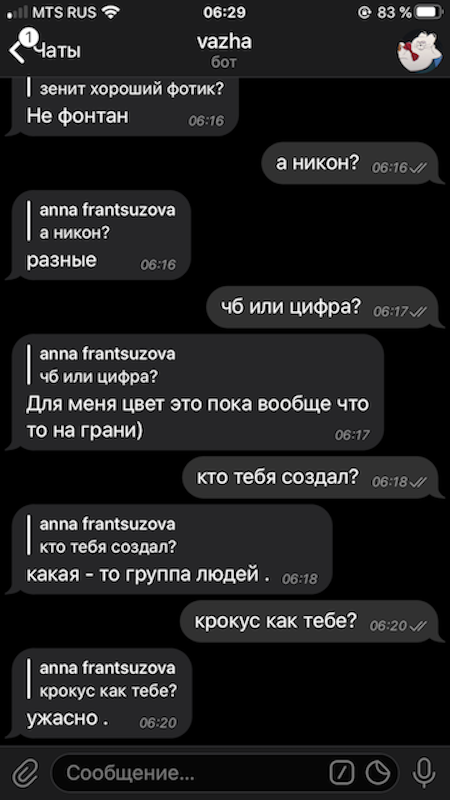 MTS RUS 06:29 83 %
1
Чаты vazha
бот
зенит хороший фотик?
Не фонтан 06:16
а никон? 06:16
anna frantsuzova
а никон?
разные 06:16
чб или цифра? 06:17
anna frantsuzova
чб или цифра?
Для меня цвет это пока вообще что
то на грани) 06:17
кто тебя создал? 06:18
anna frantsuzova
кто тебя создал?
какая - то группа людей . 06:18
крокус как тебе? 06:20
anna frantsuzova
крокус как тебе?
ужасно . 06:20
Сообщение...